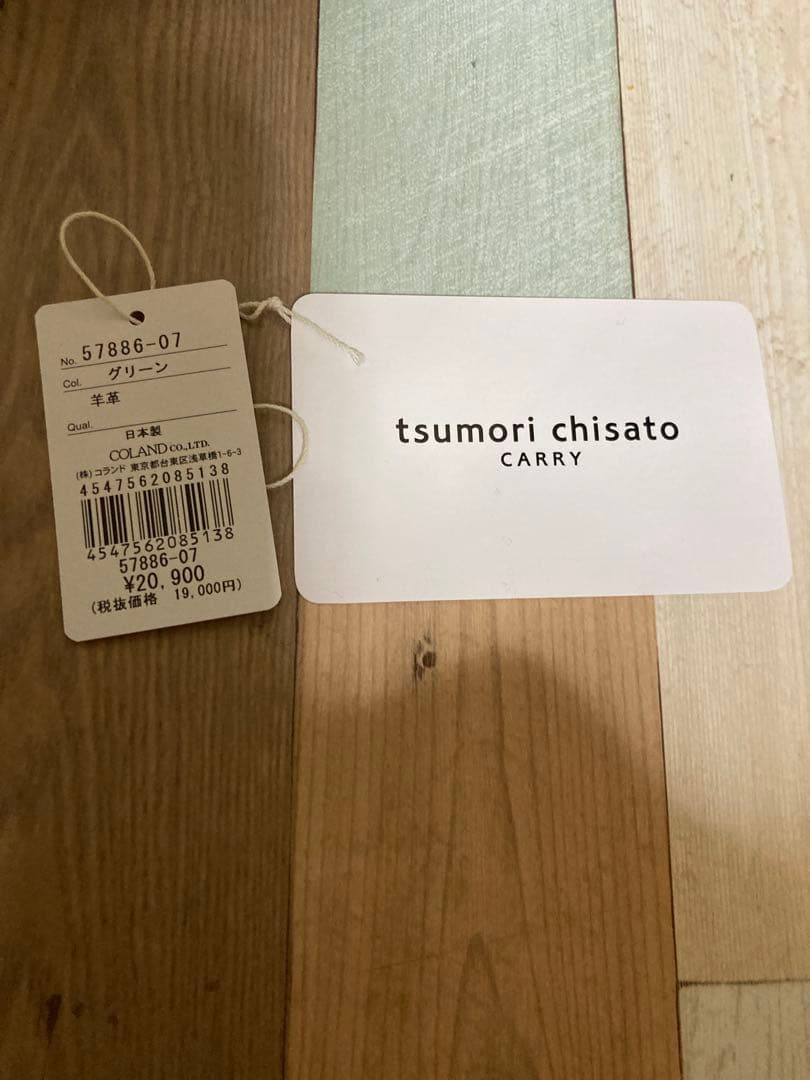 No. 57886-07
Col. グリーン
羊革
Qual.
日本製
COLAND CO.,LTD.
(株)コランド 東京都台東区浅草橋1-6-3
4547562085138
4547562085138
57886-07
¥20,900
(税抜価格 19,000円)
tsumori chisato
CARRY